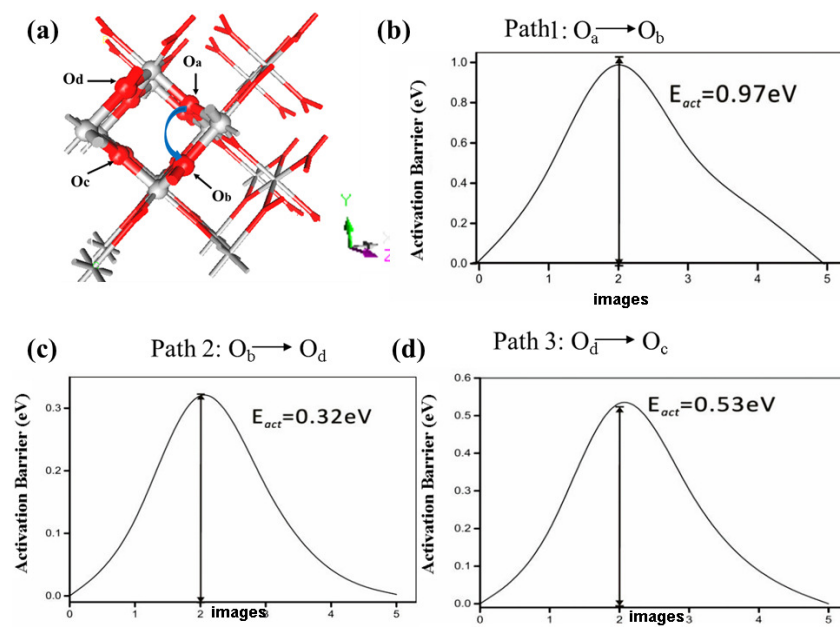 (a)
Od
Oa
Oc
Ob
Y
X
Z
(b) Path1: Oa → Ob
Activation Barrier (eV)
1.0
0.8
0.6
0.4
0.2
0.0
Eact=0.97eV
0 1 2 3 4 5
images
(c) Path 2: Ob → Od
Activation Barrier (eV)
0.3
0.2
0.1
0.0
Eact=0.32eV
0 1 2 3 4 5
images
(d) Path 3: Od → Oc
Activation Barrier (eV)
0.6
0.5
0.4
0.3
0.2
0.1
0.0
Eact=0.53eV
0 1 2 3 4 5
images